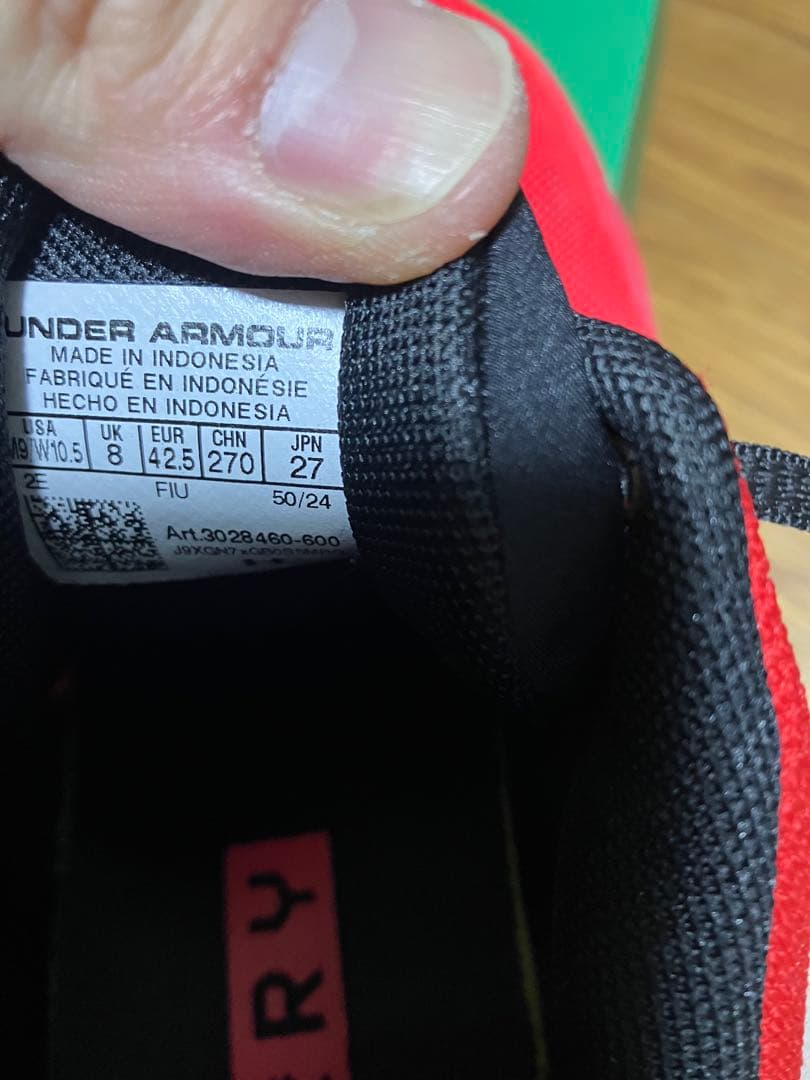 UNDER ARMOUR
MADE IN INDONESIA
FABRIQUÉ EN INDONÉSIE
HECHO EN INDONESIA
USA UK EUR CHN JPN
M9/W10.5 8 42.5 270 27
2E FIU 50/24
Art.3028460-600
RY